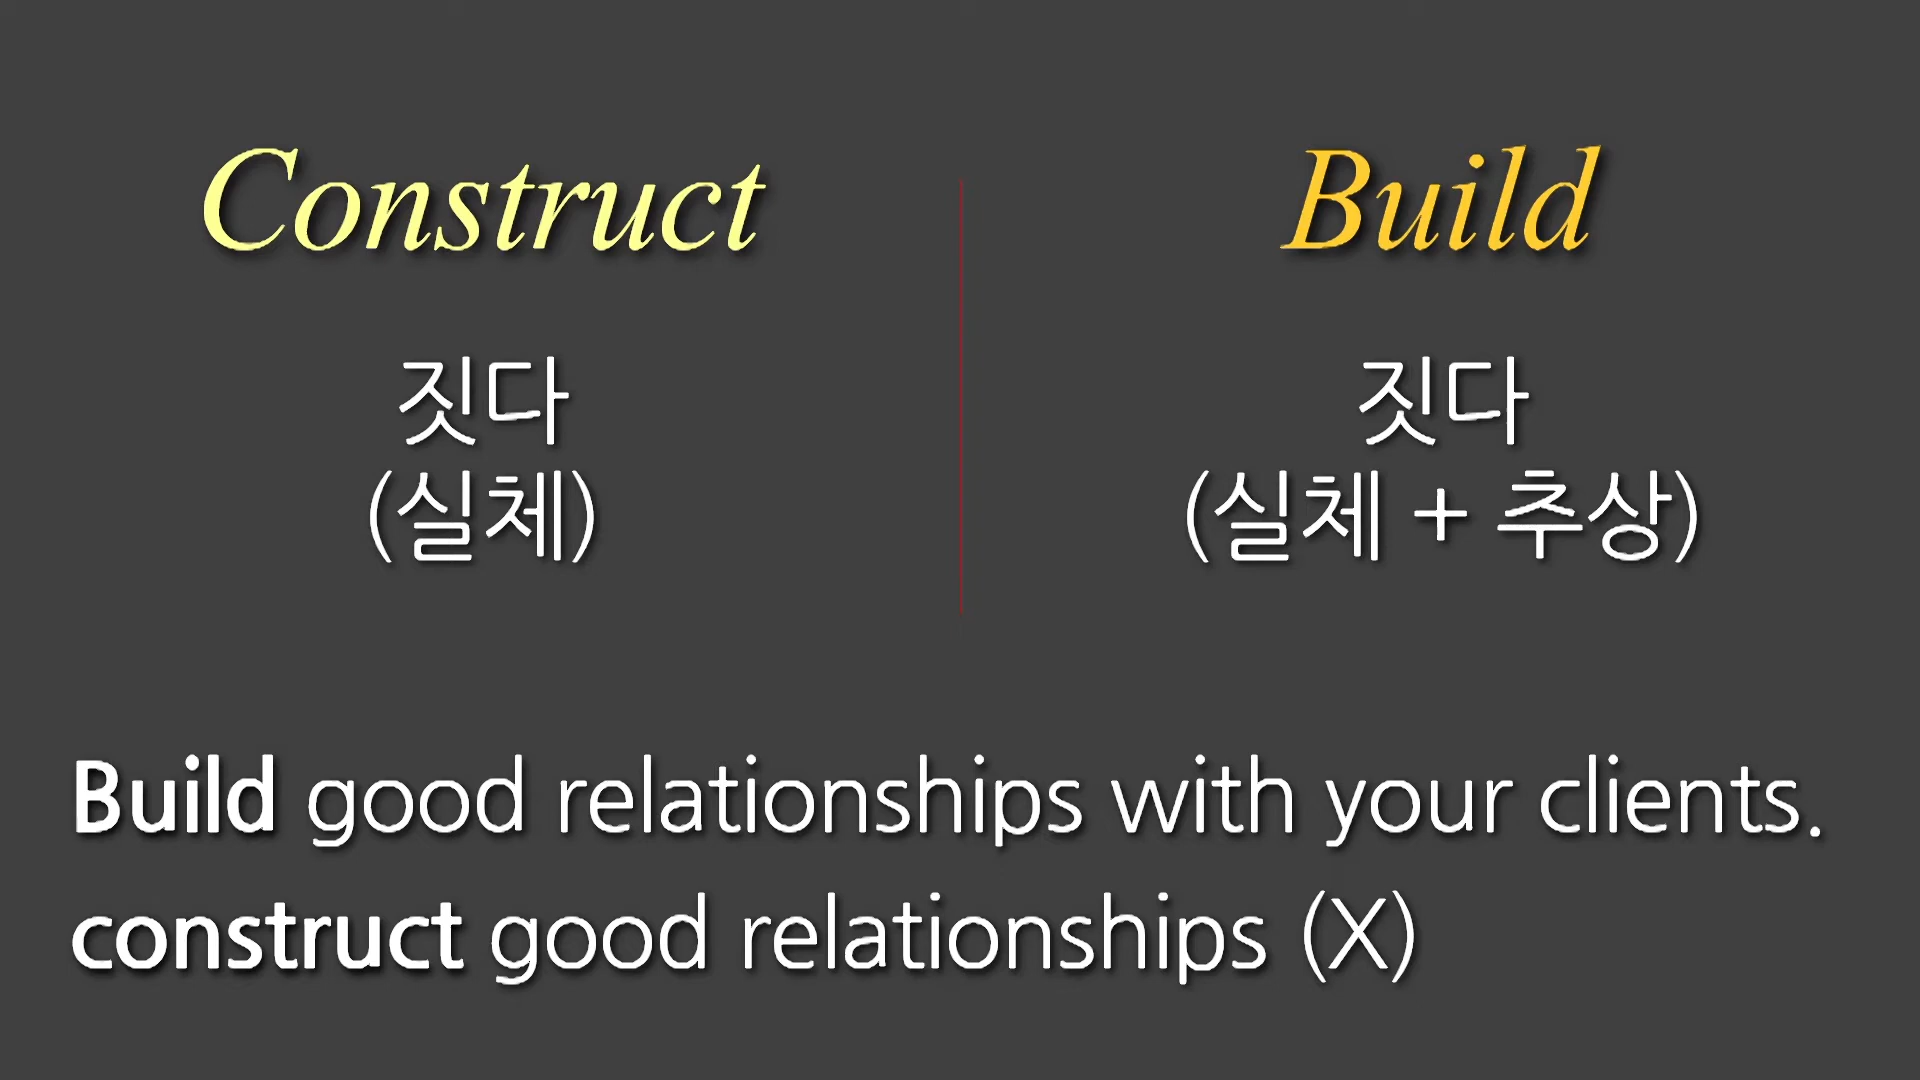 Construct
짓다
(실체)
Build
짓다
(실체 + 추상)
Build good relationships with your clients.
construct good relationships (X)